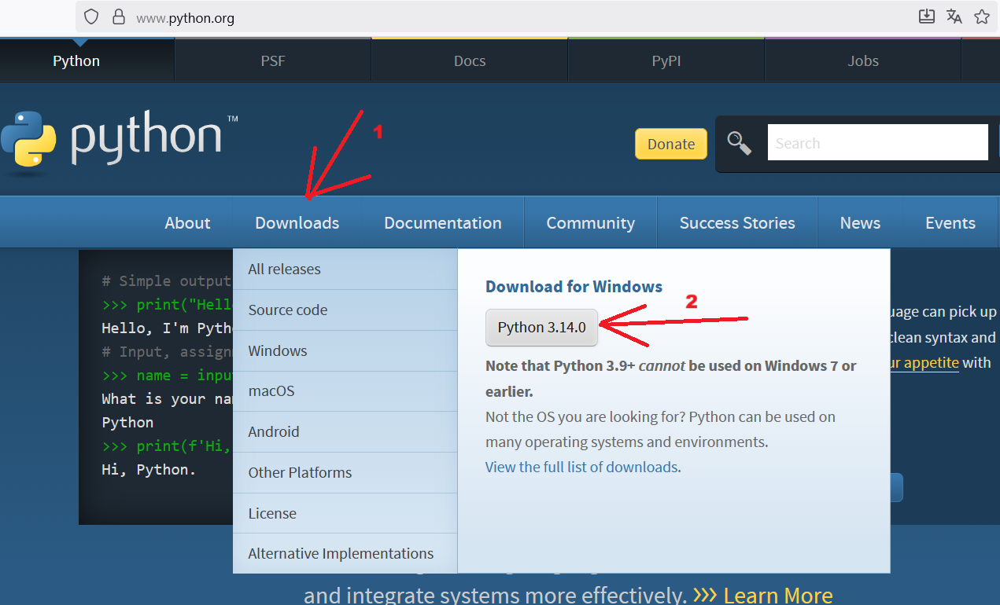 www.python.org
Python
PSF
Docs
PyPI
Jobs
python™
1
Donate
Search
About
Downloads
Documentation
Community
Success Stories
News
Events
# Simple output
>>> print("Hell
Hello, I'm Pyth
# Input, assign
>>> name = inpu
What is your na
Python
>>> print(f'Hi,
Hi, Python.
All releases
Source code
Windows
macOS
Android
Other Platforms
License
Alternative Implementations
Download for Windows
2
Python 3.14.0
Note that Python 3.9+ cannot be used on Windows 7 or
earlier.
Not the OS you are looking for? Python can be used on
many operating systems and environments.
View the full list of downloads.
uage can pick up
clean syntax and
ur appetite with
and integrate systems more effectively. >>> Learn More